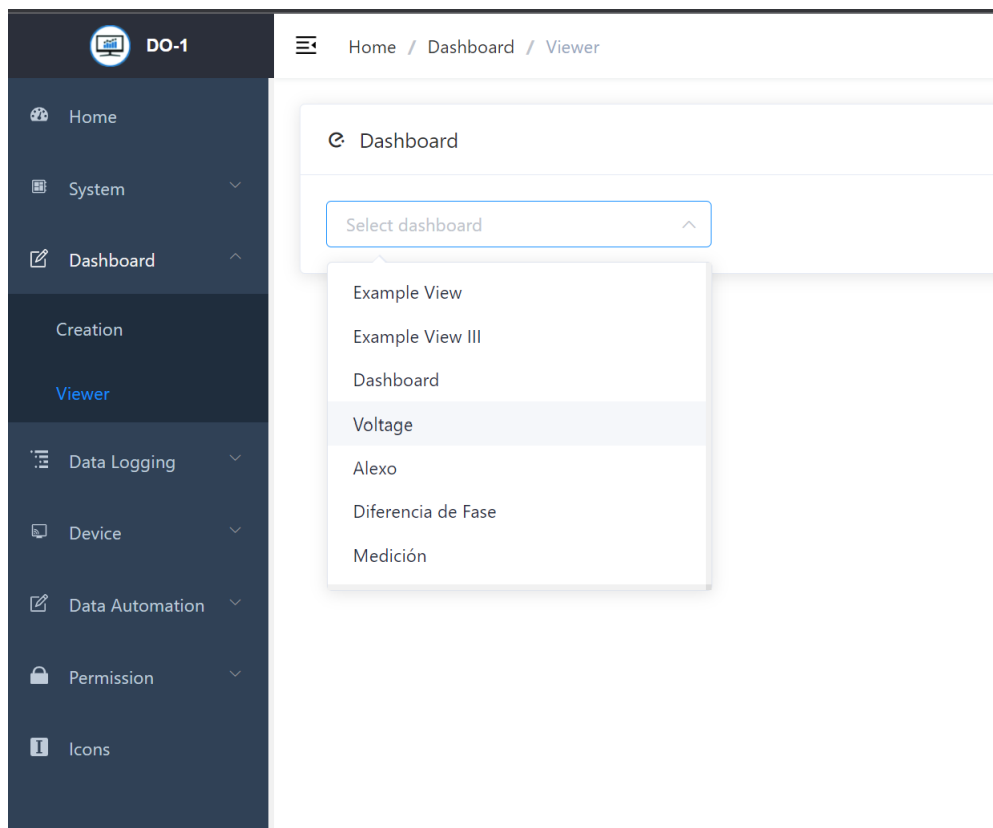 DO-1
Home / Dashboard / Viewer
Home
System
Dashboard
Creation
Viewer
Data Logging
Device
Data Automation
Permission
Icons
Dashboard
Select dashboard
Example View
Example View III
Dashboard
Voltage
Alexo
Diferencia de Fase
Medición